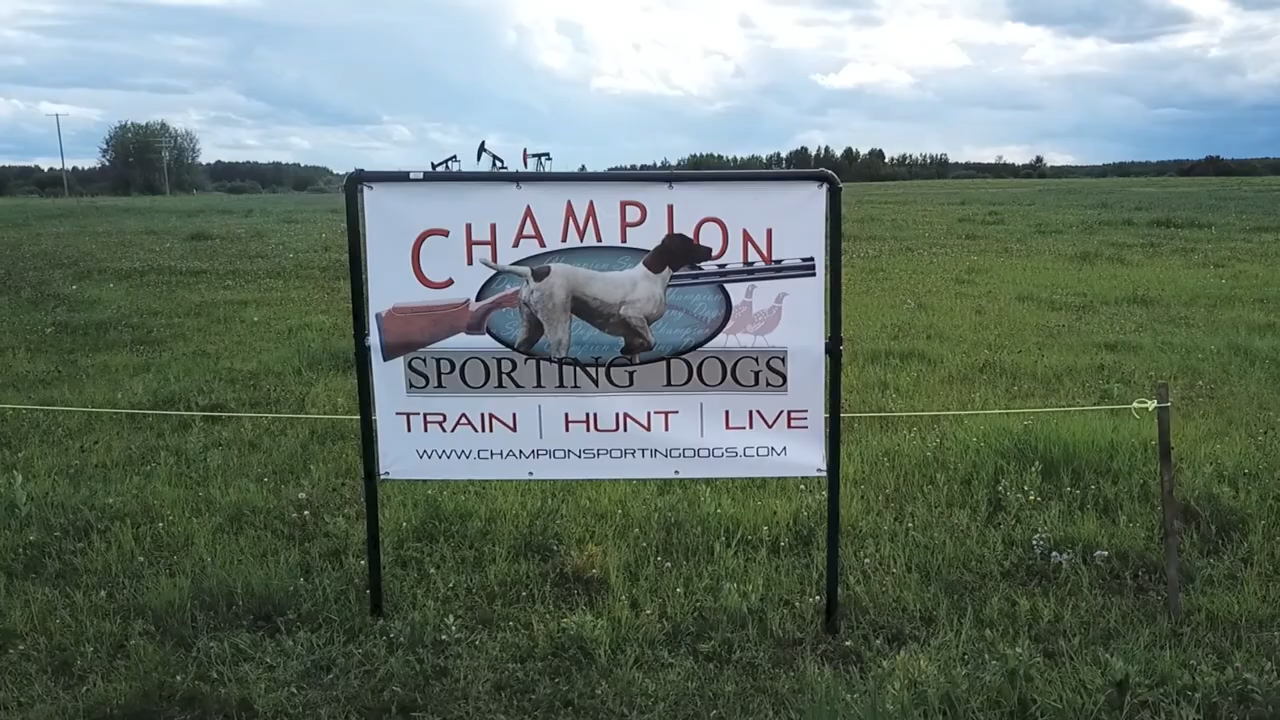 CHAMPION
SPORTING DOGS
TRAIN | HUNT | LIVE
WWW.CHAMPIONSPORTINGDOGS.COM